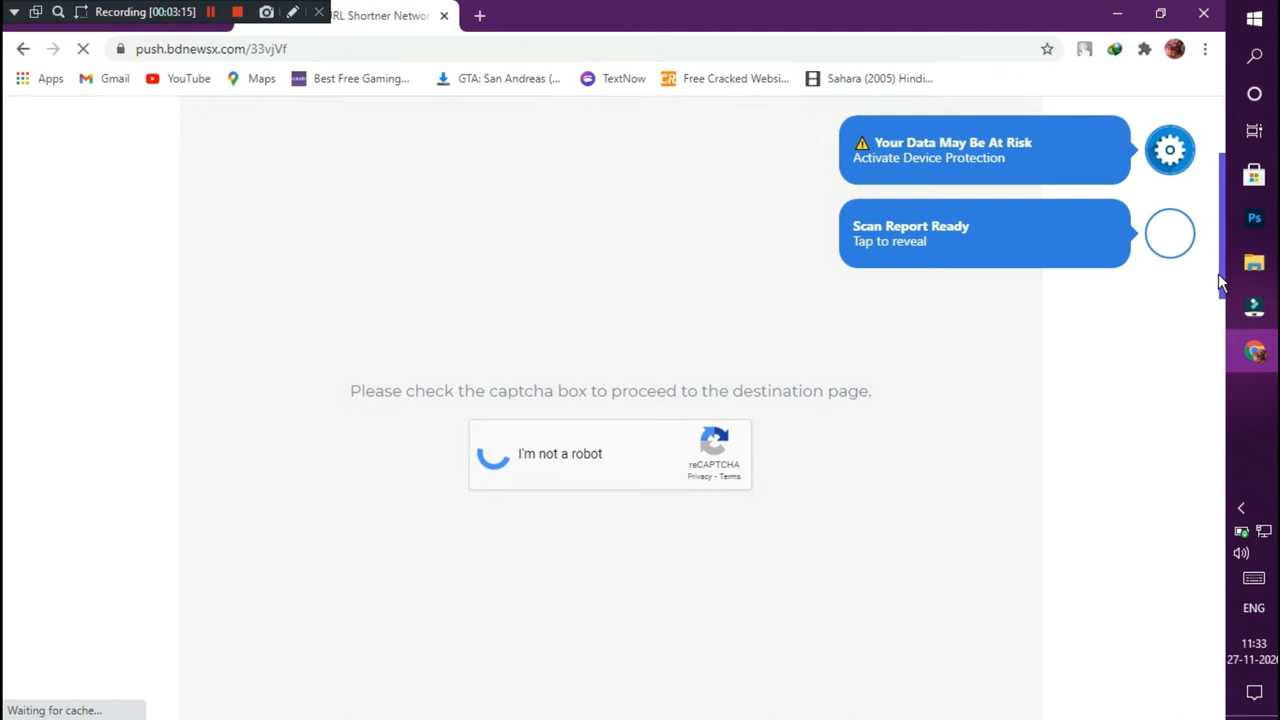 Recording [00:03:15]
RL Shortner Networ
push.bdnewsx.com/33vjVf
Apps
Gmail
YouTube
Maps
Best Free Gaming...
GTA: San Andreas (...
TextNow
Free Cracked Websi...
Sahara (2005) Hindi...
Your Data May Be At Risk
Activate Device Protection
Scan Report Ready
Tap to reveal
Please check the captcha box to proceed to the destination page.
I'm not a robot
reCAPTCHA
Privacy - Terms
Ps
ENG
11:33
27-11-2020
Waiting for cache...